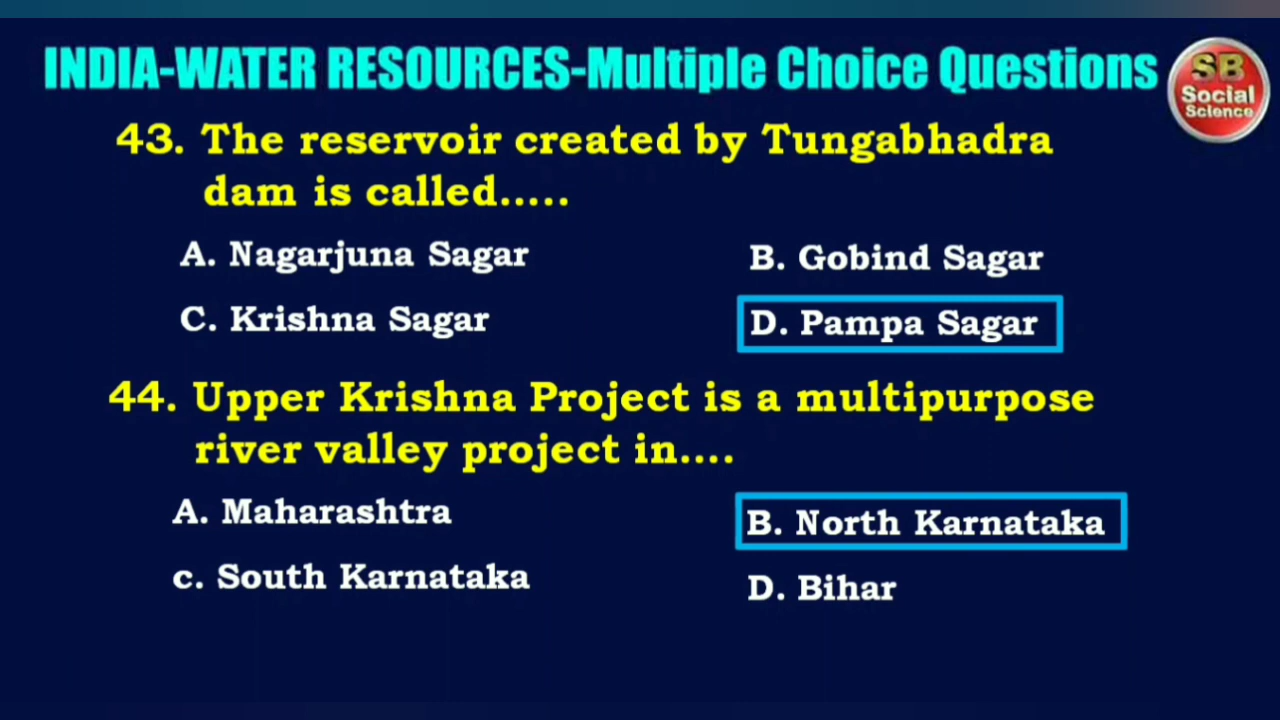 INDIA-WATER RESOURCES-Multiple Choice Questions
SB
Social
Science
43. The reservoir created by Tungabhadra
dam is called.....
A. Nagarjuna Sagar
B. Gobind Sagar
C. Krishna Sagar
D. Pampa Sagar
44. Upper Krishna Project is a multipurpose
river valley project in....
A. Maharashtra
B. North Karnataka
c. South Karnataka
D. Bihar